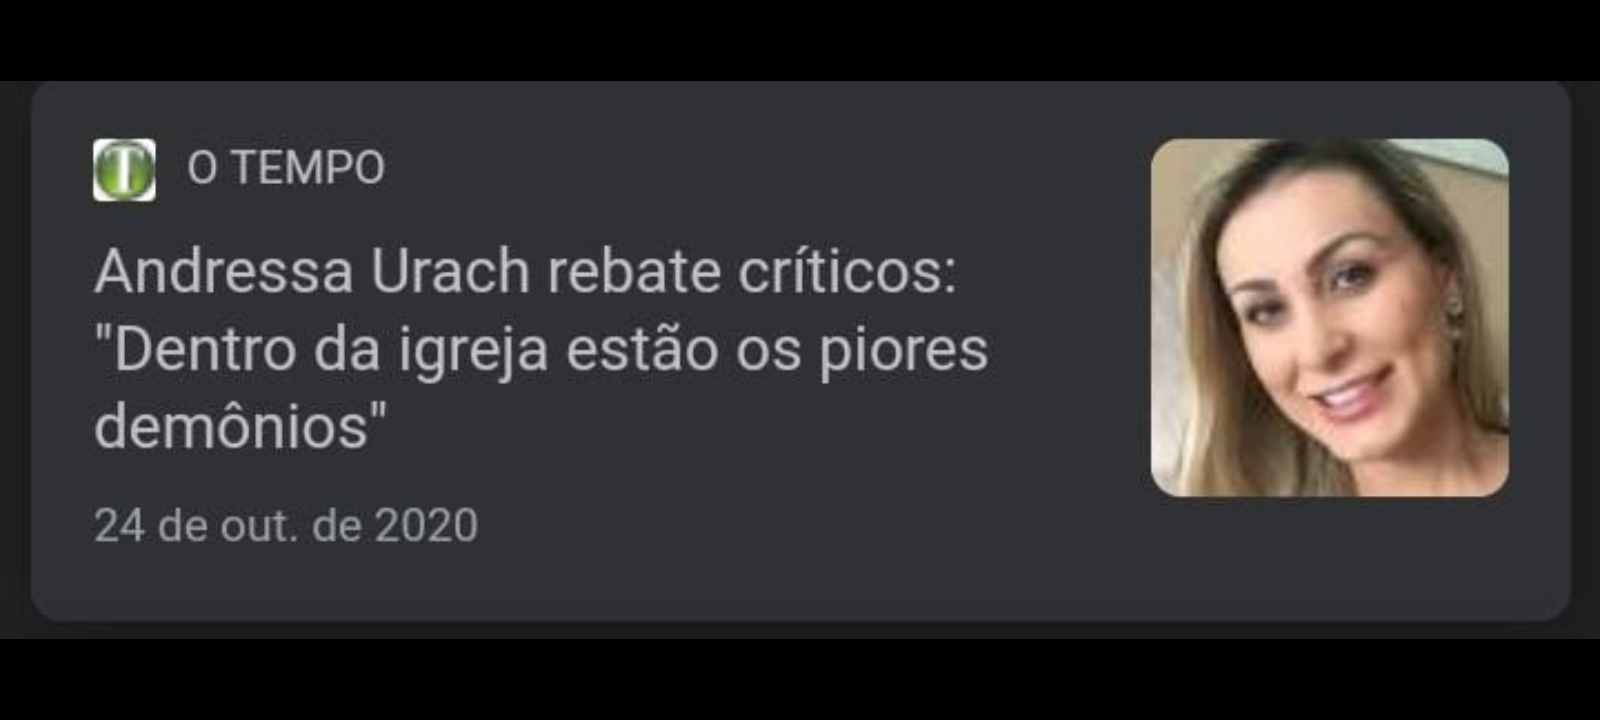 T O TEMPO
Andressa Urach rebate críticos:
"Dentro da igreja estão os piores
demônios"
24 de out. de 2020